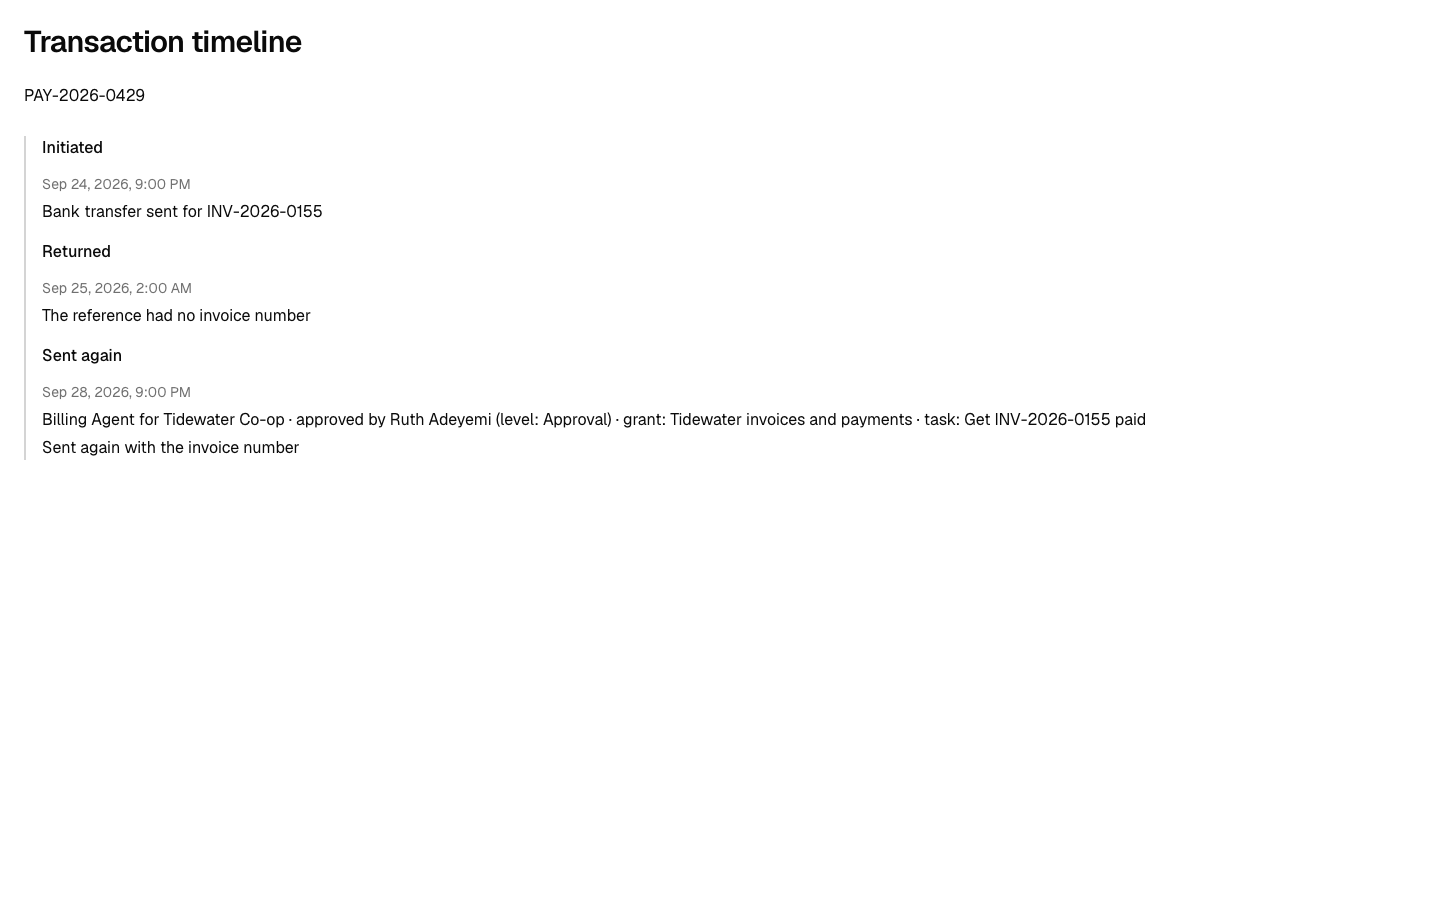 Transaction timeline
PAY-2026-0429
Initiated
Sep 24, 2026, 9:00 PM
Bank transfer sent for INV-2026-0155
Returned
Sep 25, 2026, 2:00 AM
The reference had no invoice number
Sent again
Sep 28, 2026, 9:00 PM
Billing Agent for Tidewater Co-op · approved by Ruth Adeyemi (level: Approval) · grant: Tidewater invoices and payments · task: Get INV-2026-0155 paid
Sent again with the invoice number